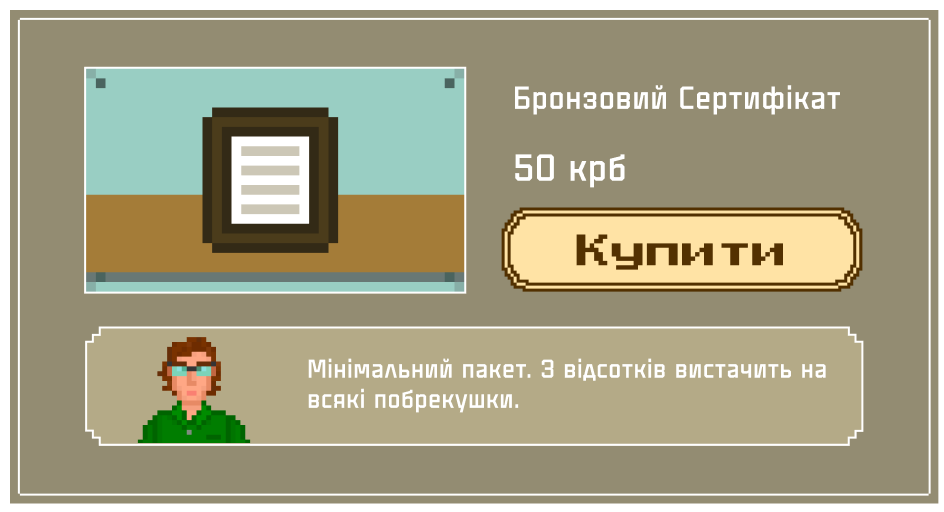 Бронзовий Сертифікат
50 крб
Купити
Мінімальний пакет. З відсотків вистачить на
всякі побрекушки.